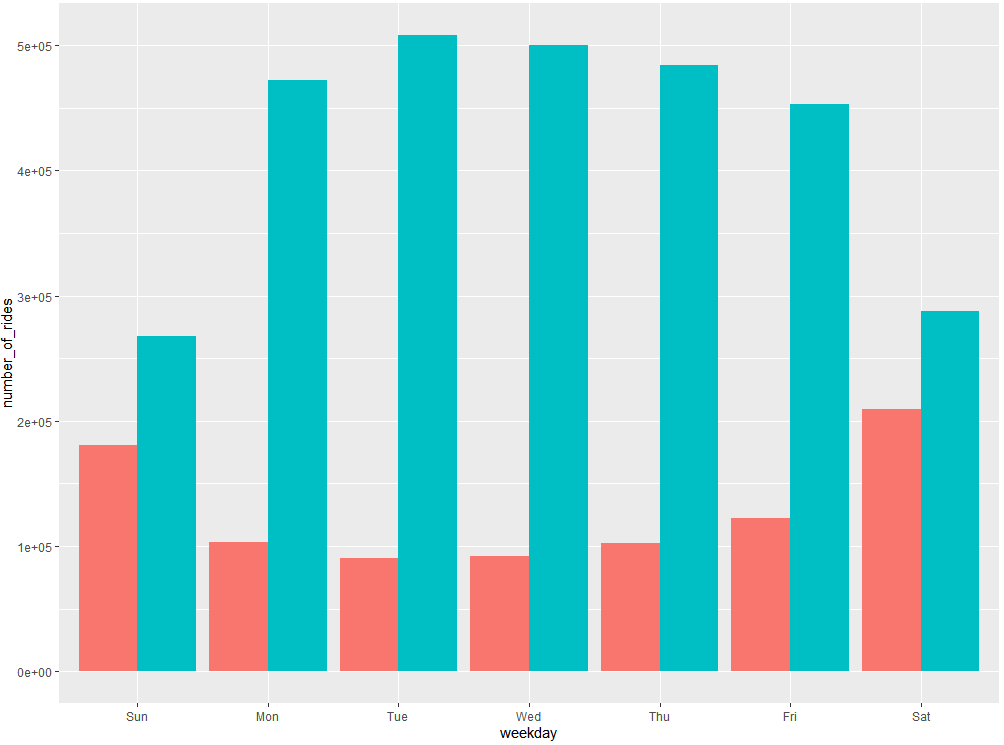 number_of_rides
5e+05
4e+05
3e+05
2e+05
1e+05
0e+00
Sun Mon Tue Wed Thu Fri Sat
weekday